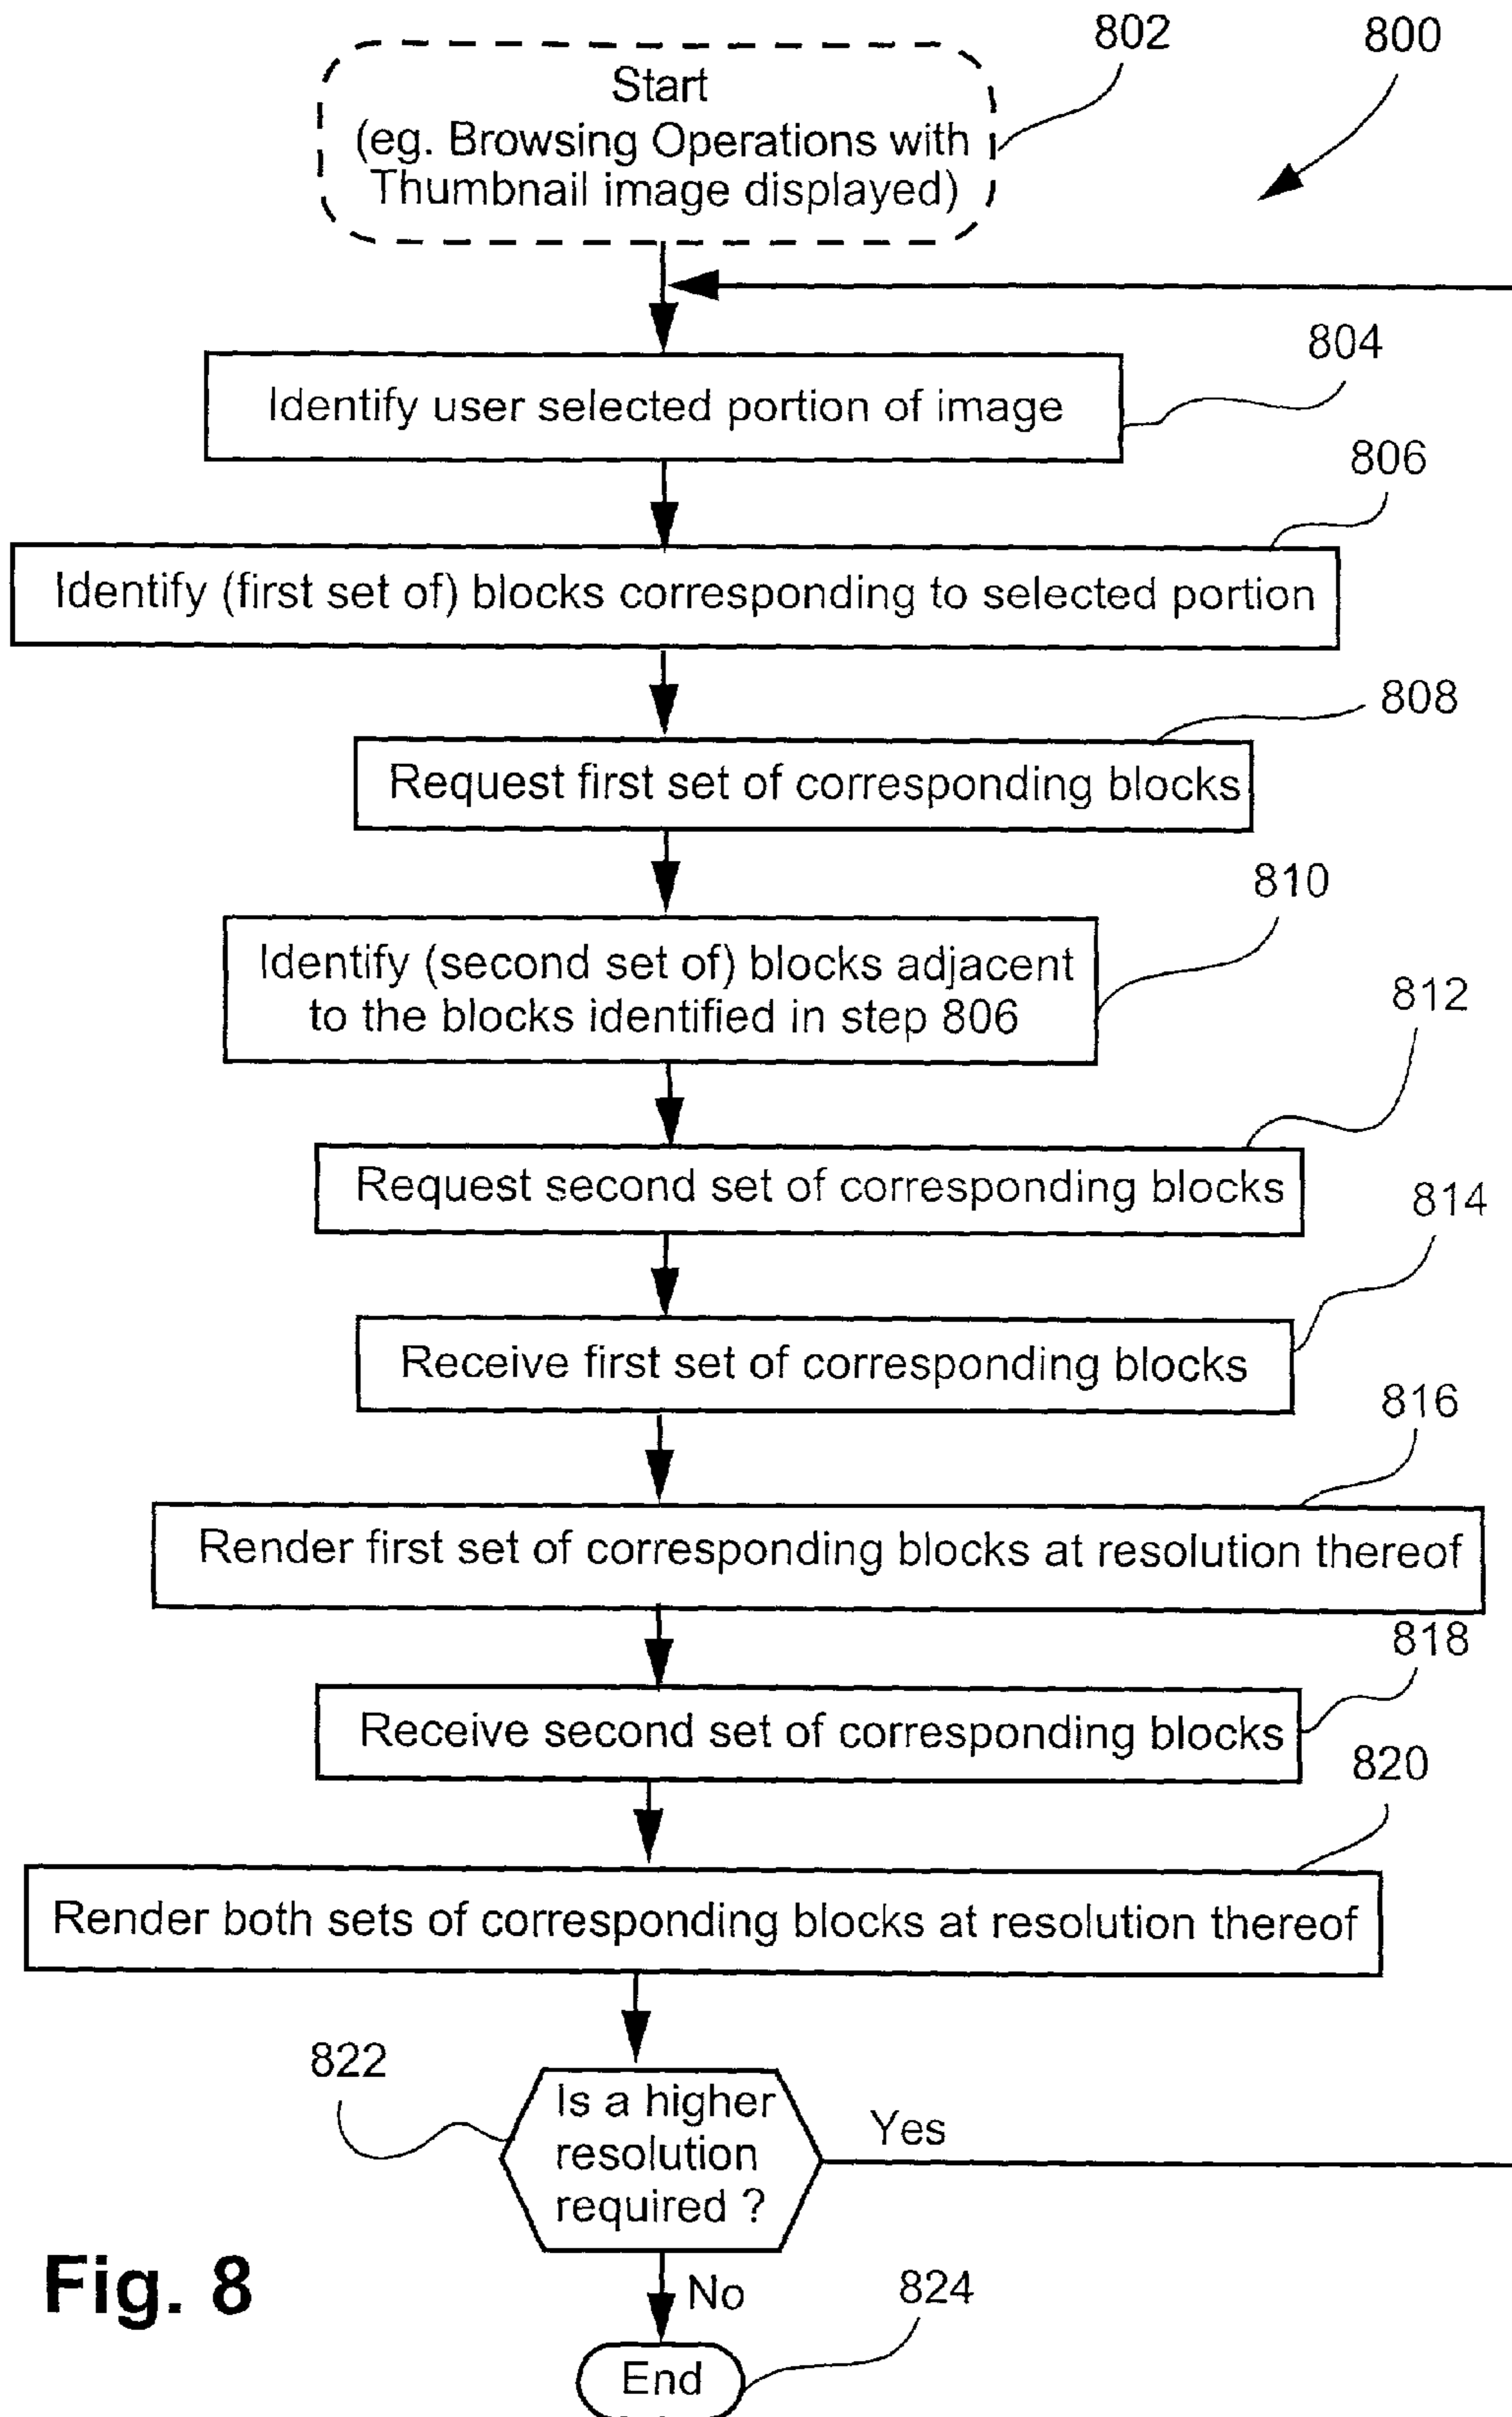 802
800
Start
(eg. Browsing Operations with
Thumbnail image displayed)
804
Identify user selected portion of image
806
Identify (first set of) blocks corresponding to selected portion
808
Request first set of corresponding blocks
810
Identify (second set of) blocks adjacent
to the blocks identified in step 806
812
Request second set of corresponding blocks
814
Receive first set of corresponding blocks
816
Render first set of corresponding blocks at resolution thereof
818
Receive second set of corresponding blocks
820
Render both sets of corresponding blocks at resolution thereof
822
Is a higher
resolution
required ?
Yes
No
Fig. 8
824
End